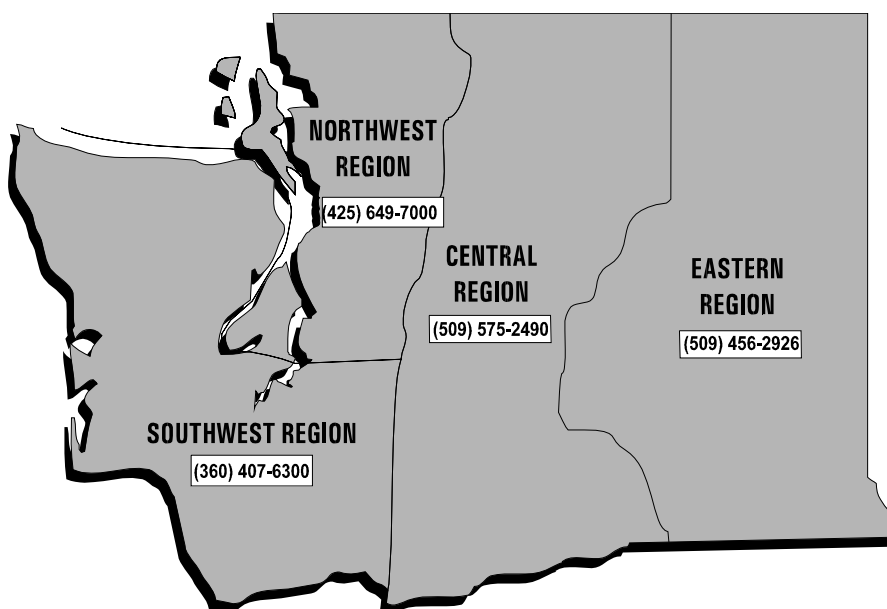 NORTHWEST
REGION
(425) 649-7000
CENTRAL
REGION
(509) 575-2490
EASTERN
REGION
(509) 456-2926
SOUTHWEST REGION
(360) 407-6300